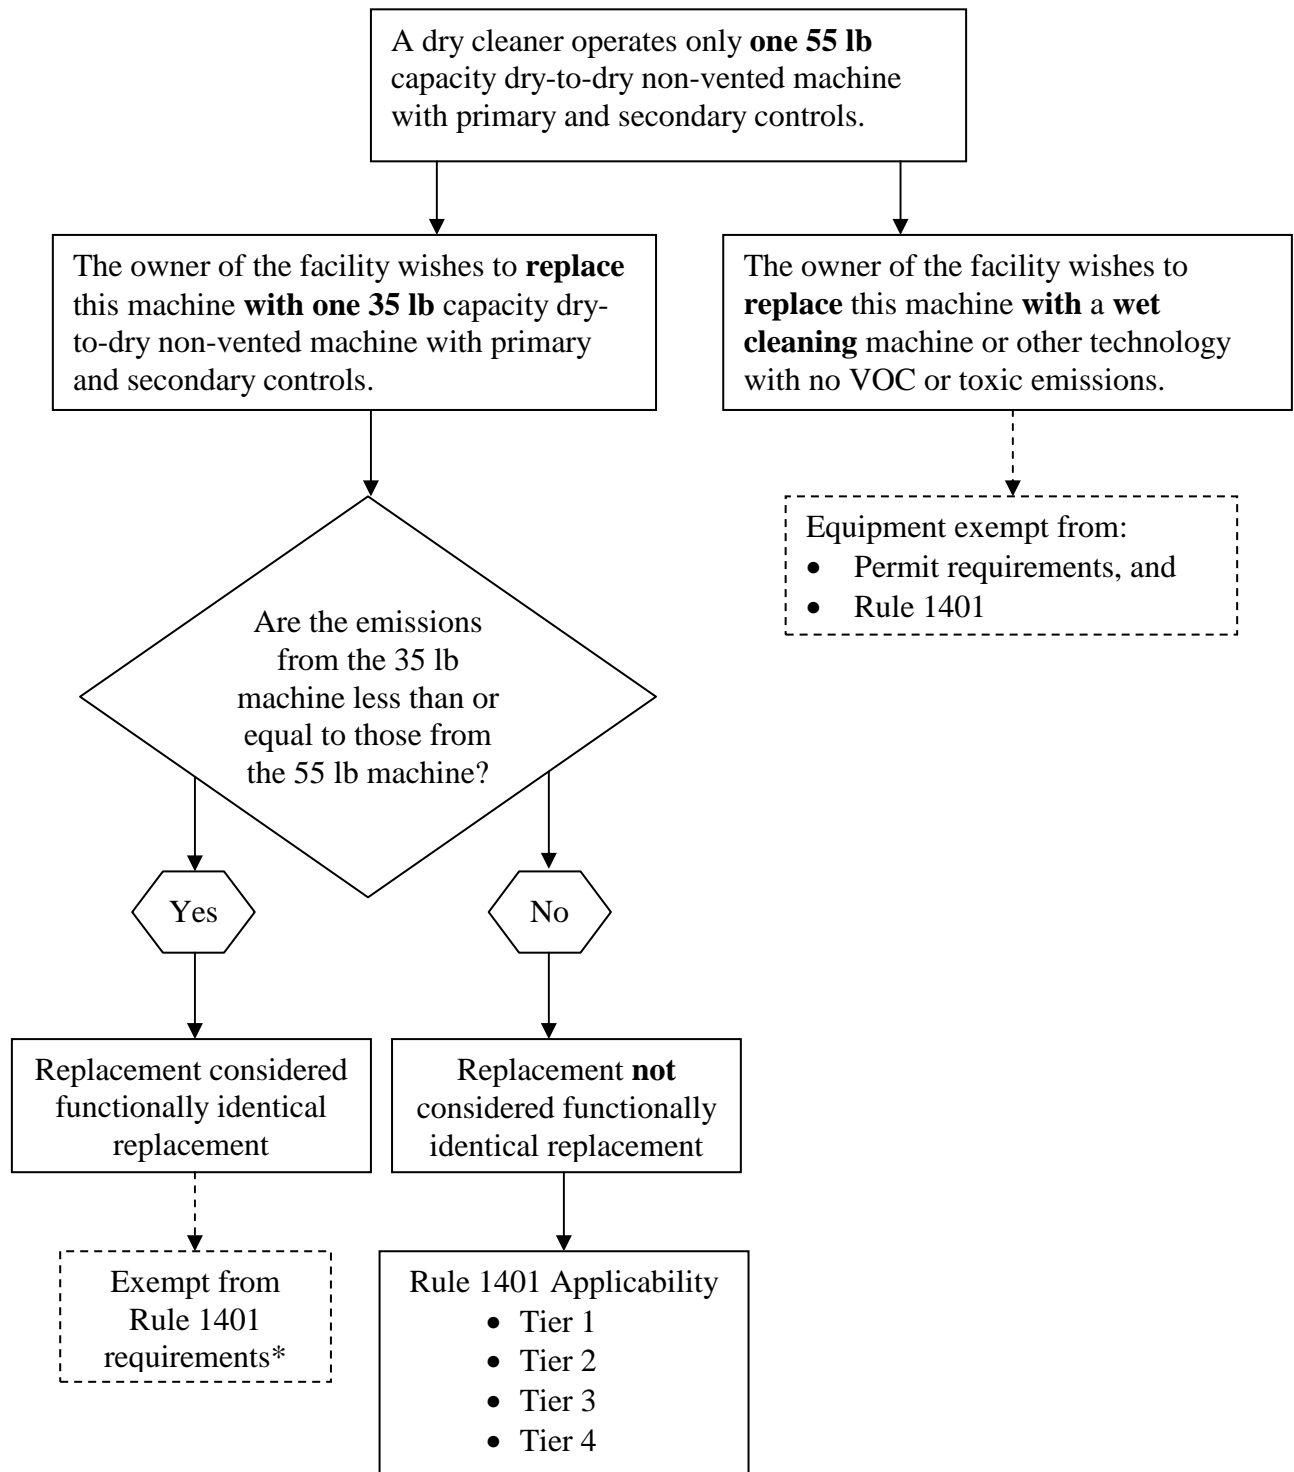 A dry cleaner operates only one 55 lb
capacity dry-to-dry non-vented machine
with primary and secondary controls.
The owner of the facility wishes to replace
this machine with one 35 lb capacity dry-
to-dry non-vented machine with primary
and secondary controls.
The owner of the facility wishes to
replace this machine with a wet
cleaning machine or other technology
with no VOC or toxic emissions.
Equipment exempt from:
• Permit requirements, and
• Rule 1401
Are the emissions
from the 35 lb
machine less than or
equal to those from
the 55 lb machine?
Yes
No
Replacement considered
functionally identical
replacement
Replacement not
considered functionally
identical replacement
Exempt from
Rule 1401
requirements*
Rule 1401 Applicability
• Tier 1
• Tier 2
• Tier 3
• Tier 4